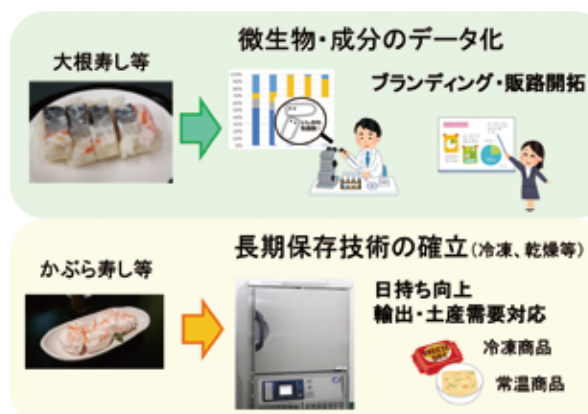 微生物・成分のデータ化
大根寿し等
ブランディング・販路開拓
長期保存技術の確立(冷凍、乾燥等)
かぶら寿し等
日持ち向上
輸出・土産需要対応
冷凍商品
常温商品